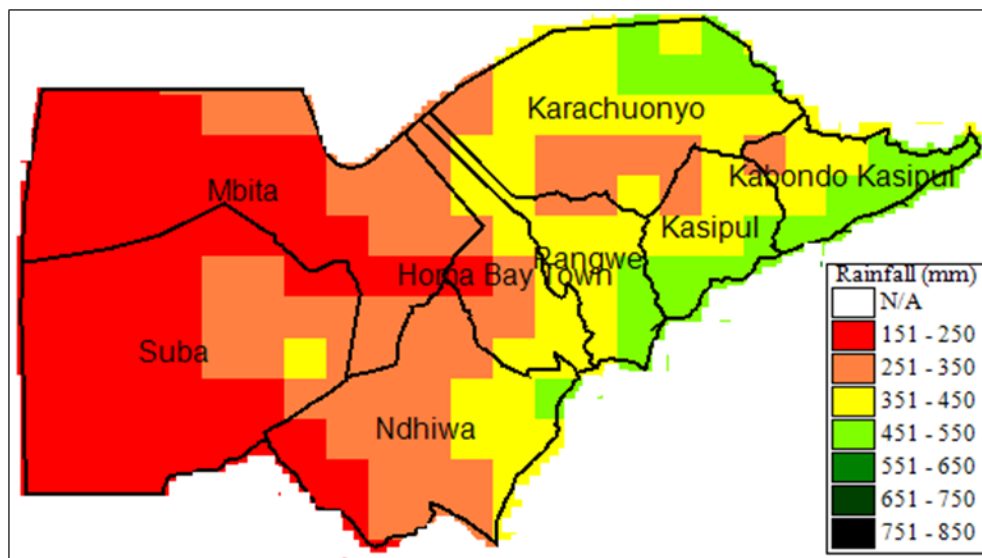 Karachuonyo
Mbita
Kabondo Kasipul
Kasipul
Rangwe
Homa Bay Town
Suba
Ndhiwa
Rainfall (mm)
N/A
151 - 250
251 - 350
351 - 450
451 - 550
551 - 650
651 - 750
751 - 850